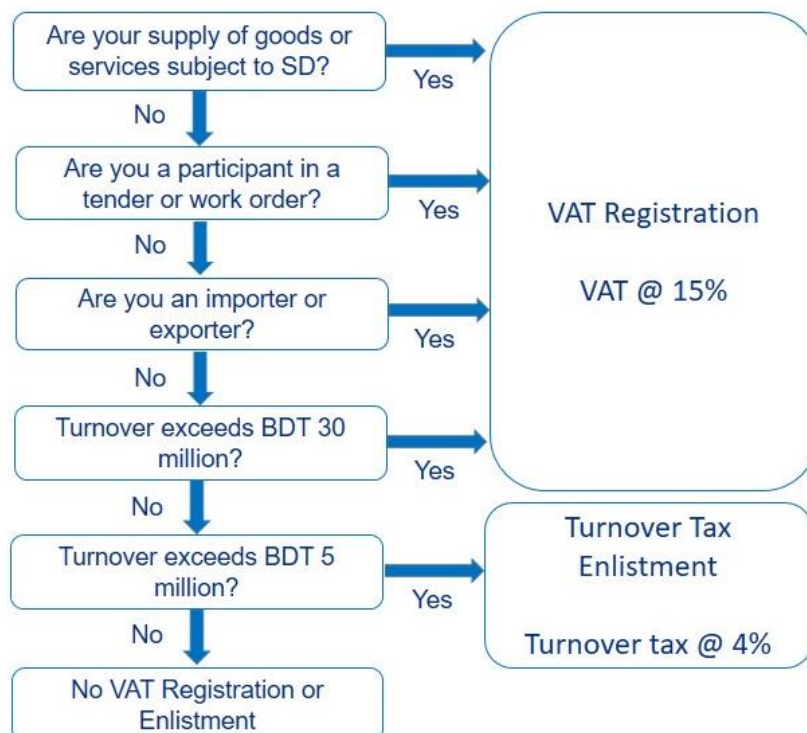 Are your supply of goods or
services subject to SD?
Yes
No
Are you a participant in a
tender or work order?
Yes
No
Are you an importer or
exporter?
Yes
No
Turnover exceeds BDT 30
million?
Yes
No
Turnover exceeds BDT 5
million?
Yes
No
No VAT Registration or
Enlistment
VAT Registration
VAT @ 15%
Turnover Tax
Enlistment
Turnover tax @ 4%